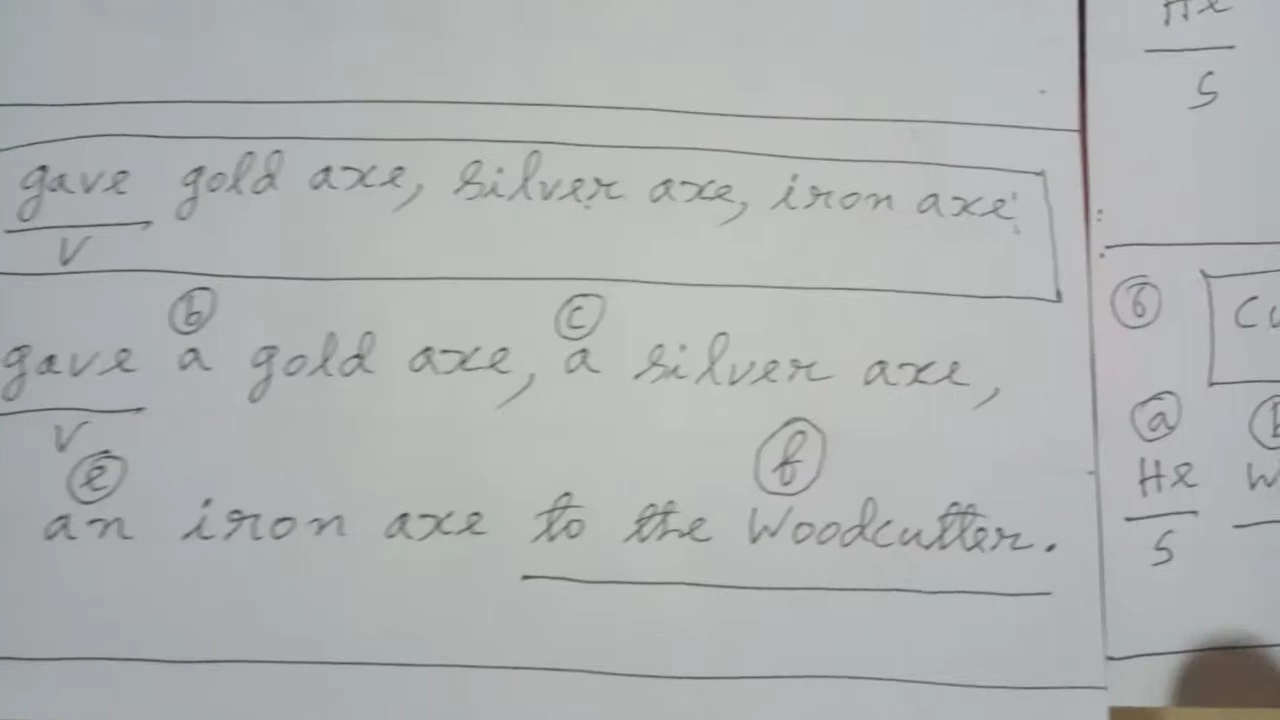 gave gold axe, silver axe, iron axe.
V
ⓑ ⓒ
gave a gold axe, a silver axe,
V
ⓔ ⓕ
an iron axe to the Woodcutter.
He
S
⑥
ⓐ
He
S